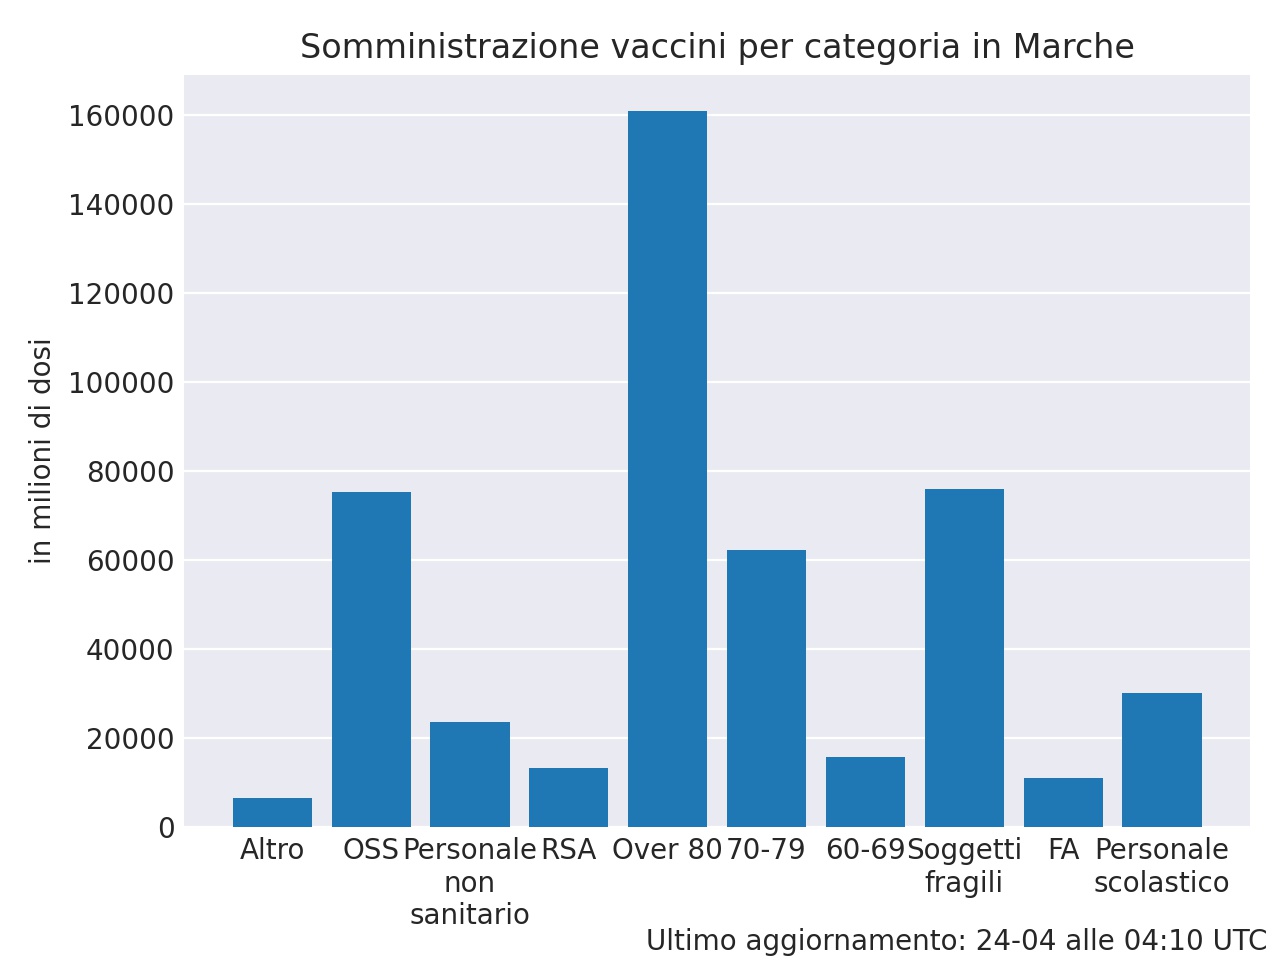 Somministrazione vaccini per categoria in Marche
in milioni di dosi
160000
140000
120000
100000
80000
60000
40000
20000
0
Altro
OSS
Personale
non
sanitario
RSA
Over 80
70-79
60-69
Soggetti
fragili
FA
Personale
scolastico
Ultimo aggiornamento: 24-04 alle 04:10 UTC